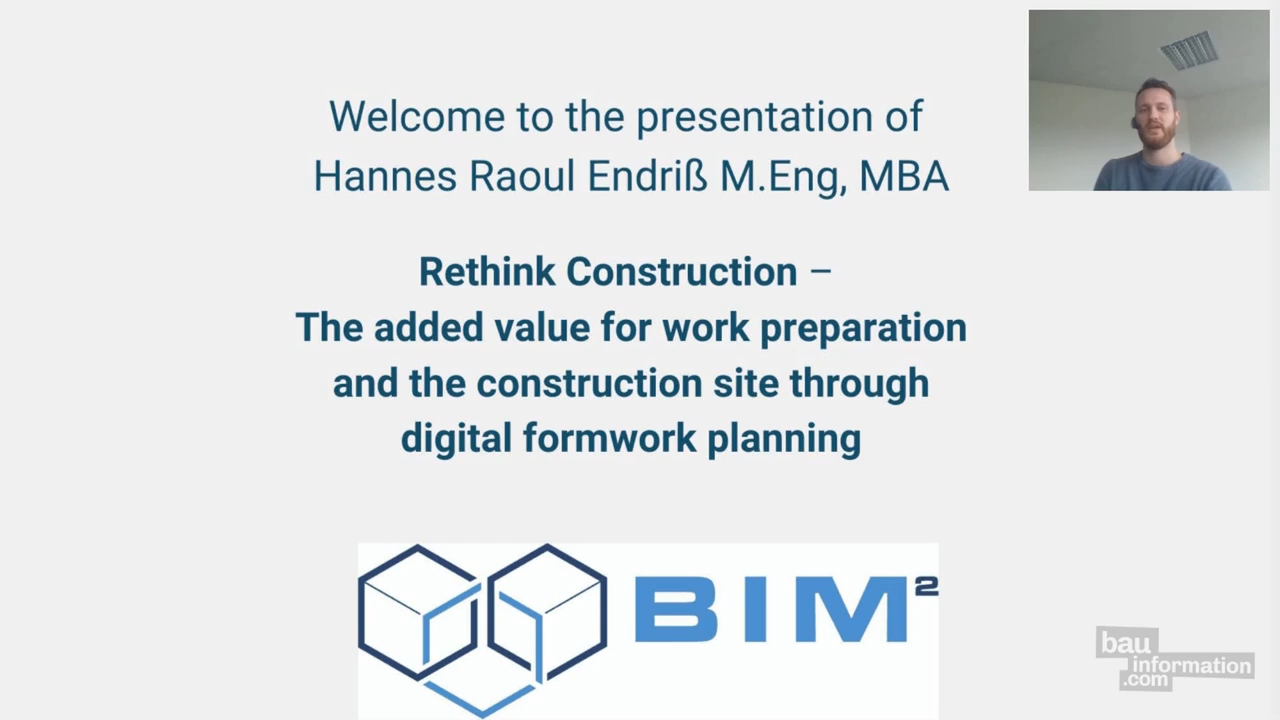 Welcome to the presentation of
Hannes Raoul Endriß M.Eng, MBA
Rethink Construction –
The added value for work preparation
and the construction site through
digital formwork planning
BIM²
bau
information
.com